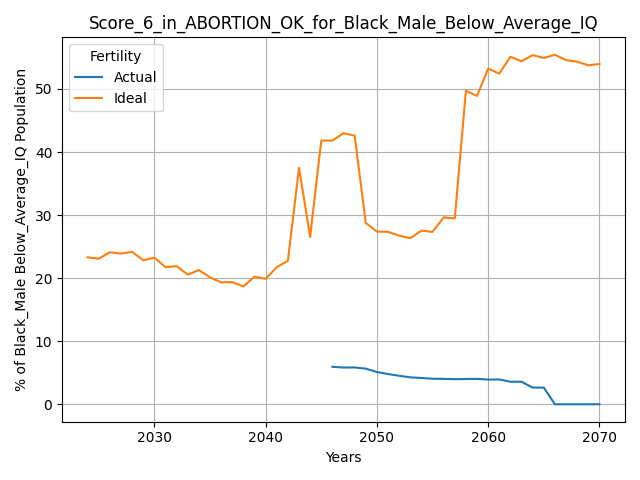 Score_6_in_ABORTION_OK_for_Black_Male_Below_Average_IQ
Fertility
Actual
Ideal
% of Black_Male Below_Average_IQ Population
50
40
30
20
10
0
2030 2040 2050 2060 2070
Years